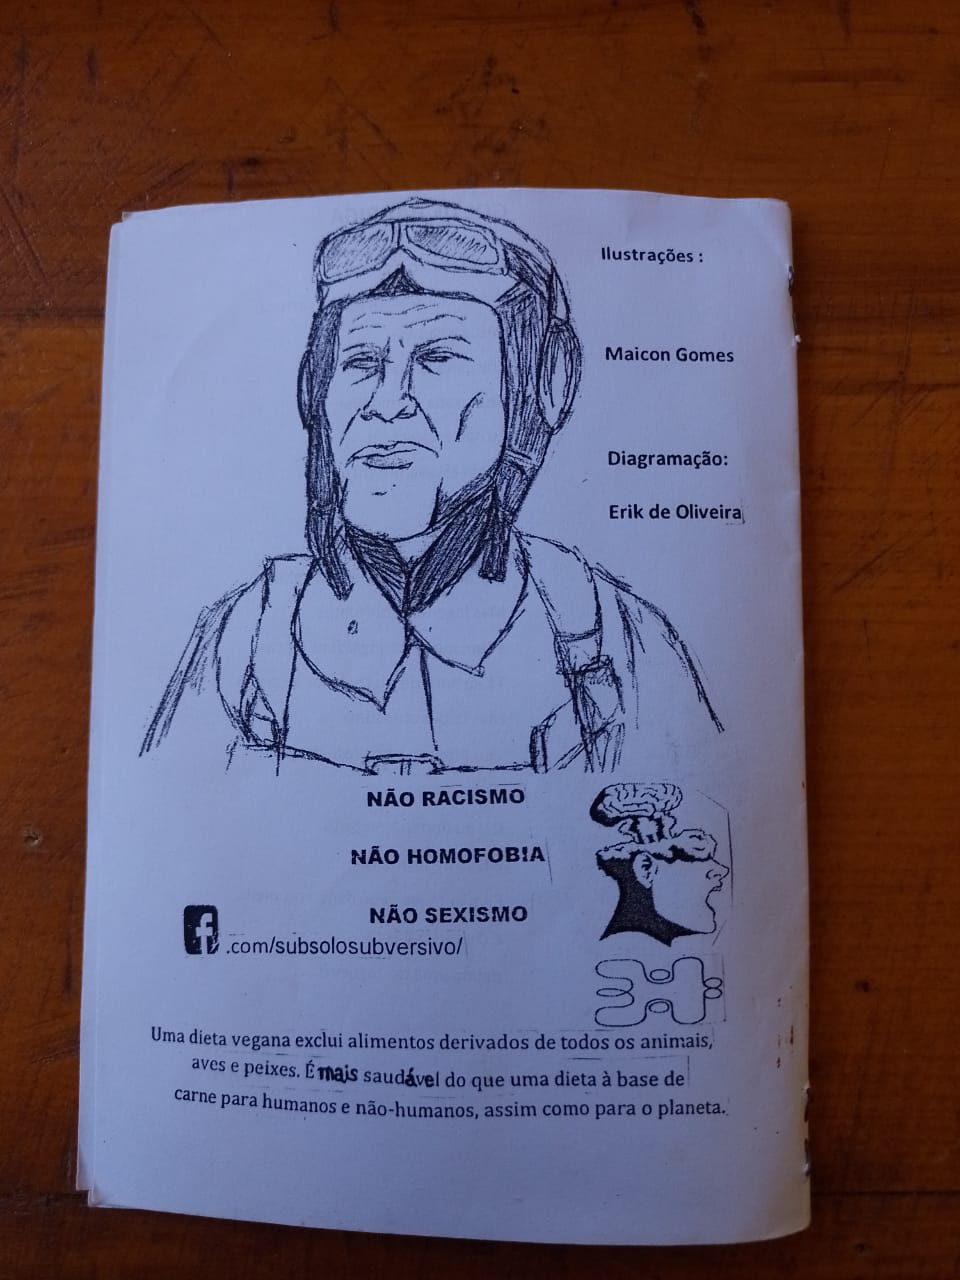 Ilustrações :
Maicon Gomes
Diagramação:
Erik de Oliveira
NÃO RACISMO
NÃO HOMOFOBIA
NÃO SEXISMO
f .com/subsolosubversivo/
Uma dieta vegana exclui alimentos derivados de todos os animais,
aves e peixes. É mais saudável do que uma dieta à base de
carne para humanos e não-humanos, assim como para o planeta.